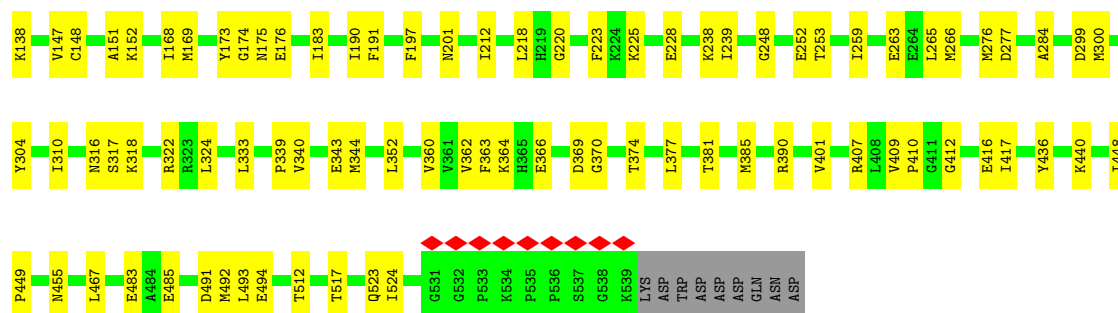 K138 V147 C148 A151 K152 I168 M169 Y173 G174 N175 E176 I183 I190 F191 F197 N201 I212 L218 H219 G220 F223 K224 K225 E228 K238 I239 G248 E252 T253 I259 E263 E264 L265 M266 M276 D277 A284 D299 M300
Y304 I310 N316 S317 K318 R322 R323 L324 L333 P339 V340 E343 M344 L352 V360 V361 V362 F363 K364 H365 E366 D369 G370 T374 L377 T381 M385 R390 V401 R407 L408 V409 P410 G411 G412 E416 I417 Y436 K440
P449 N455 L467 E483 A484 E485 D491 M492 L493 E494 T512 T517 Q523 I524 G531 G532 P533 K534 P535 P536 S537 G538 K539 LYS ASP TRP ASP ASP ASP GLN ASN ASP